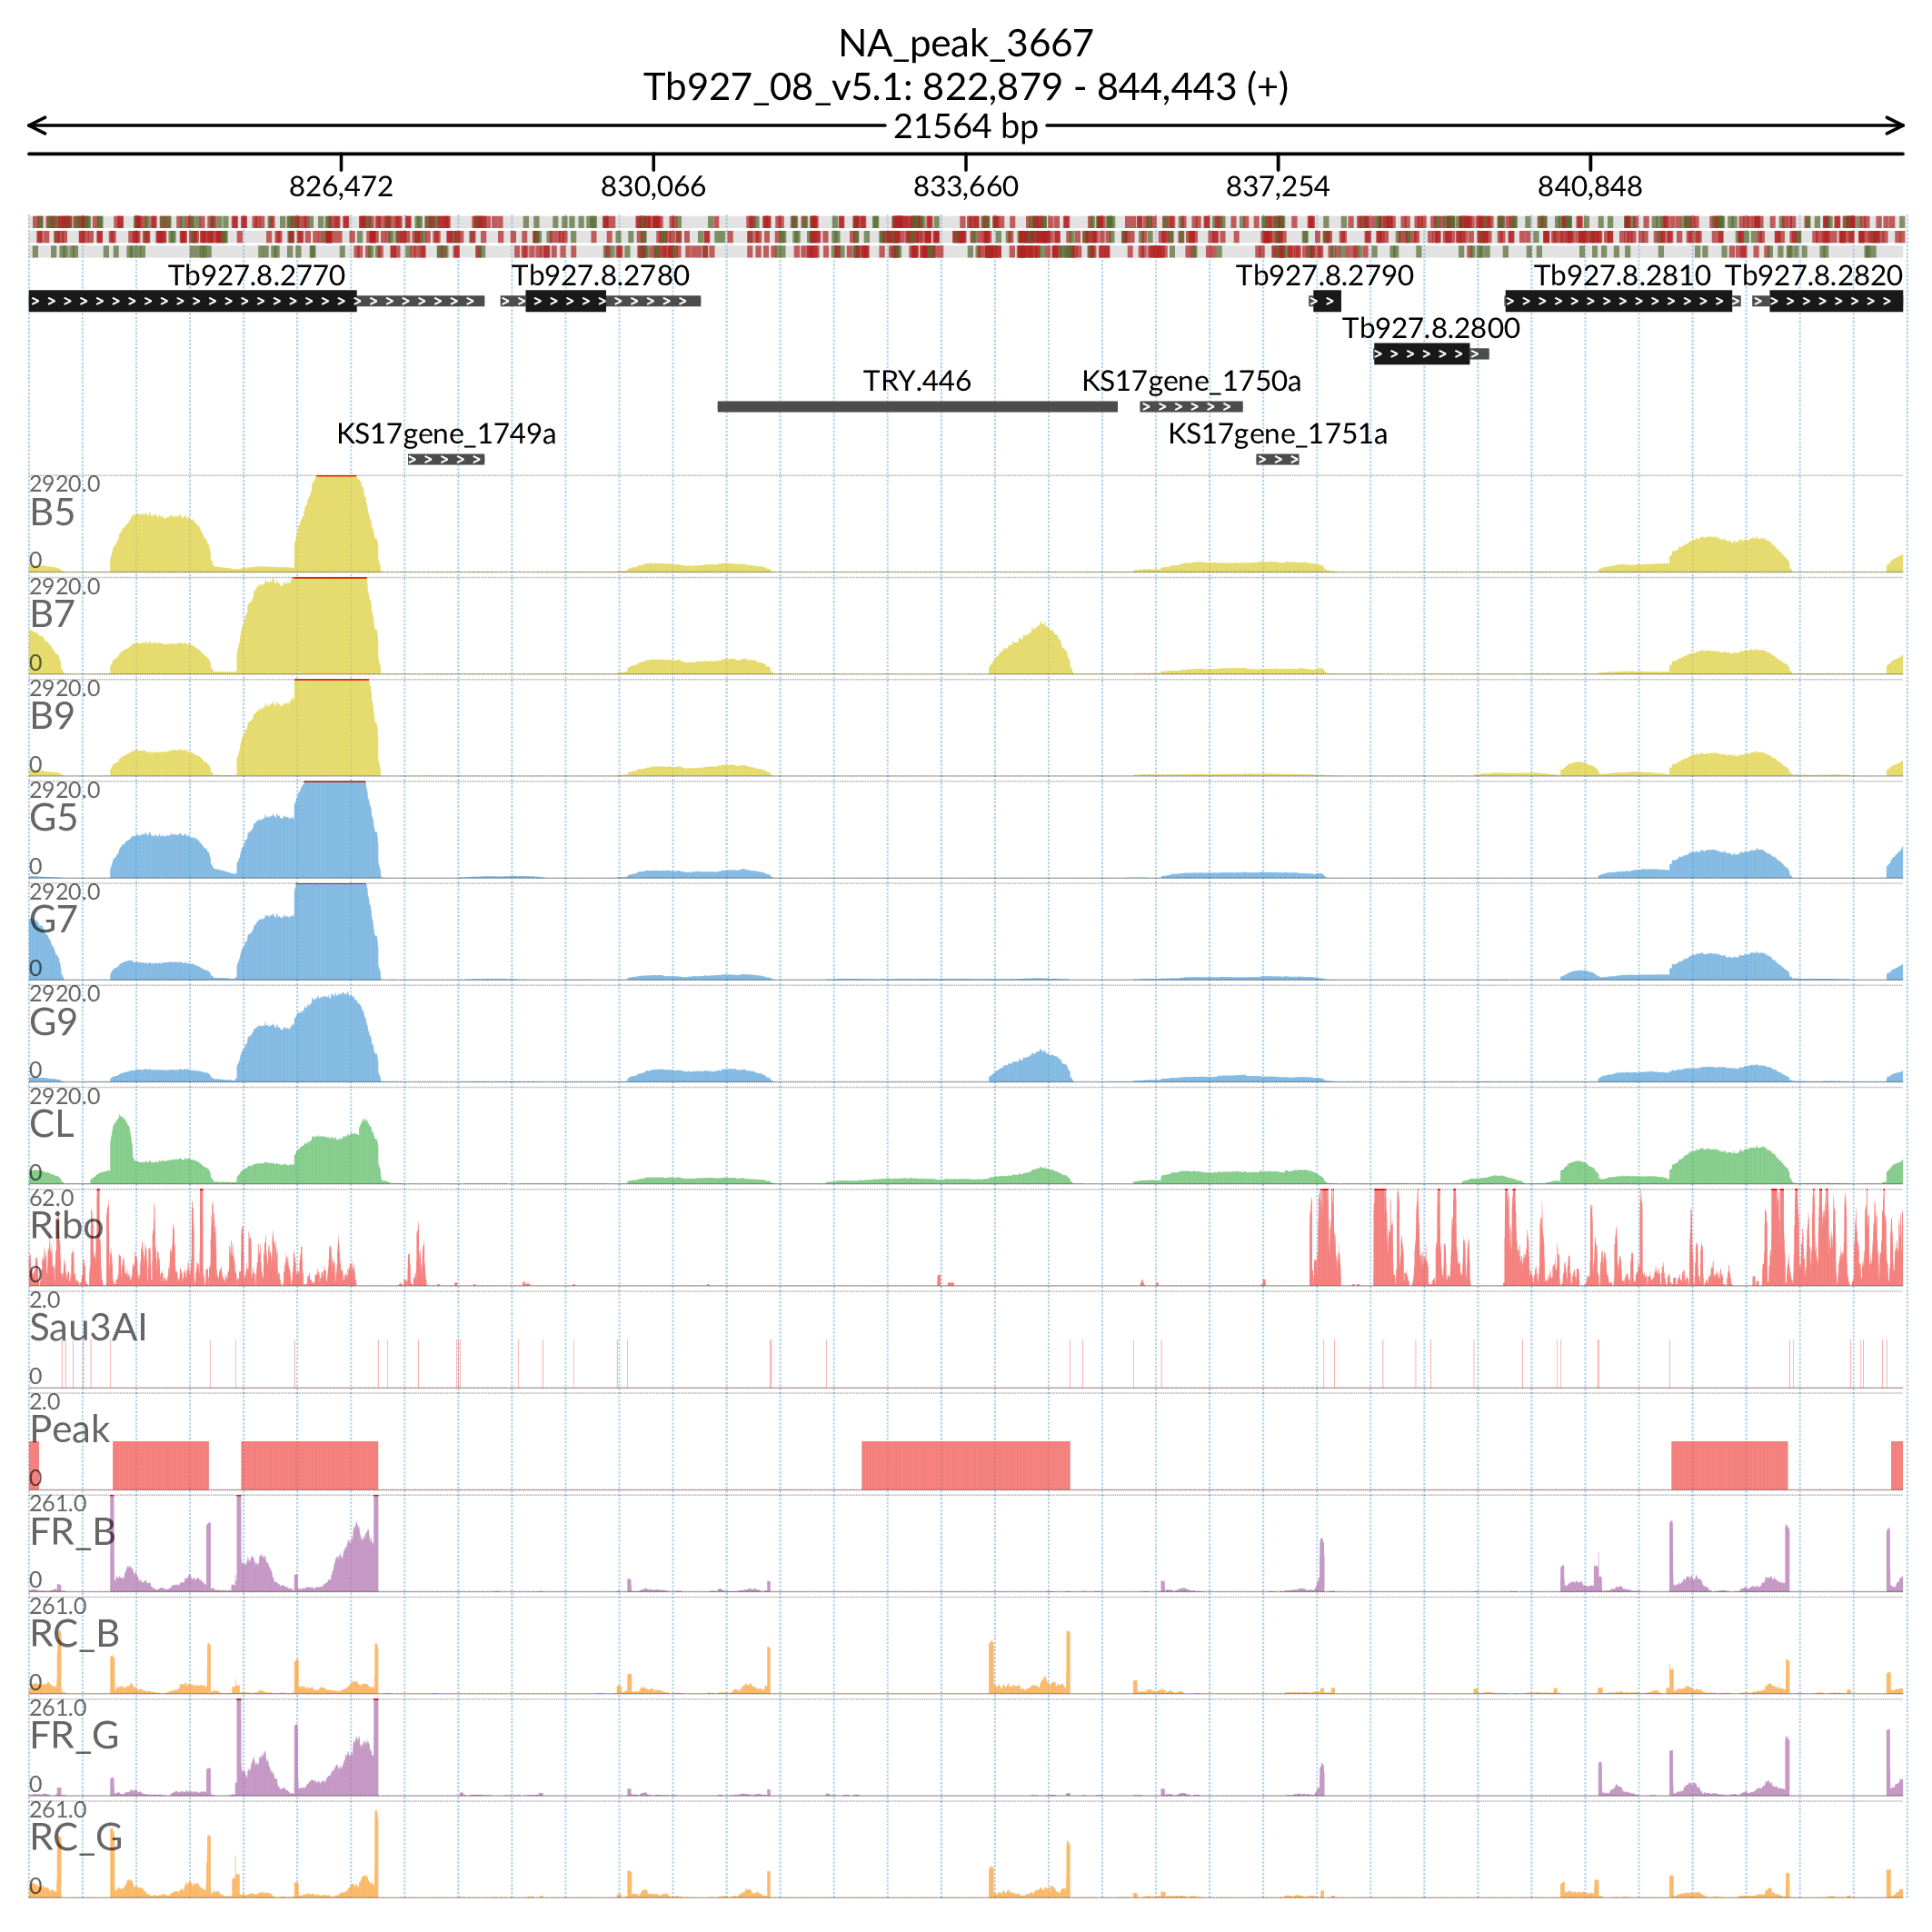 NA_peak_3667
Tb927_08_v5.1: 822,879 - 844,443 (+)
21564 bp
826,472 830,066 833,660 837,254 840,848
Tb927.8.2770 Tb927.8.2780 Tb927.8.2790 Tb927.8.2810 Tb927.8.2820
Tb927.8.2800
TRY.446 KS17gene_1750a
KS17gene_1749a KS17gene_1751a
2920.0
B5
0
2920.0
B7
0
2920.0
B9
0
2920.0
G5
0
2920.0
G7
0
2920.0
G9
0
2920.0
CL
0
62.0
Ribo
0
2.0
Sau3AI
0
2.0
Peak
0
261.0
FR_B
0
261.0
RC_B
0
261.0
FR_G
0
261.0
RC_G
0